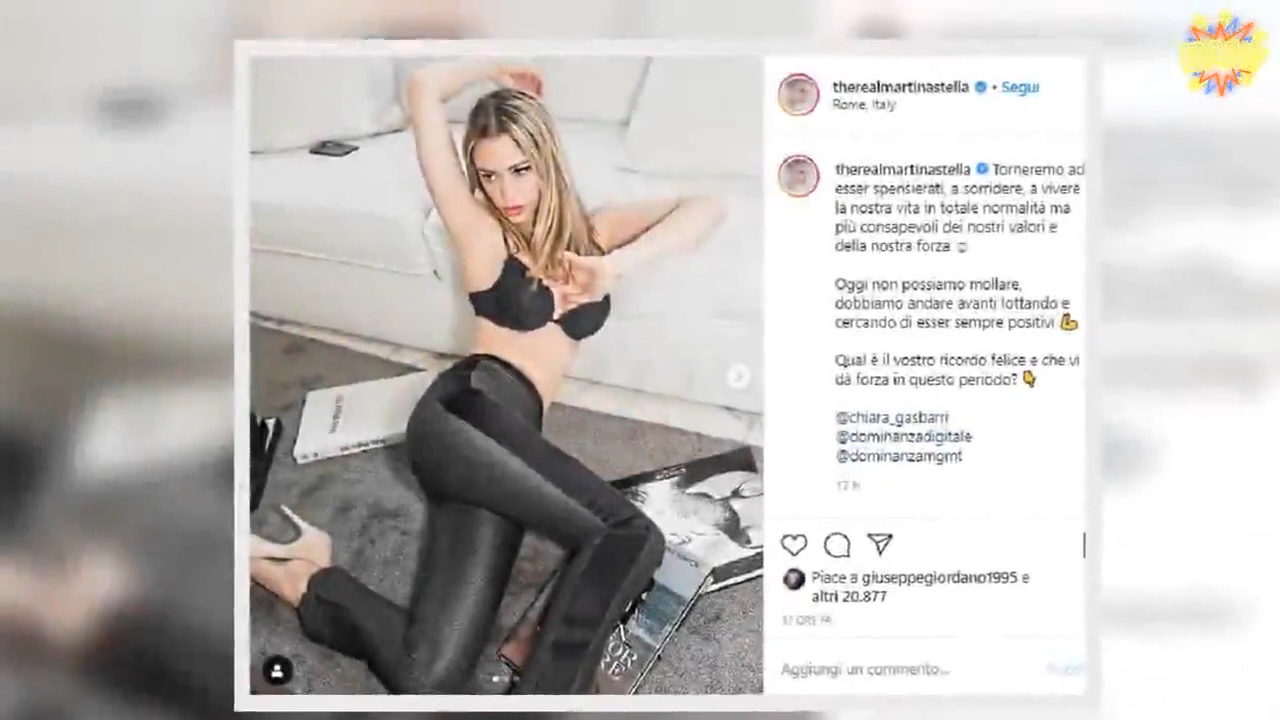 therealmartinastella • Segui
Rome, Italy
therealmartinastella Torneremo ad
esser spensierati, a sorridere, a vivere
la nostra vita in totale normalità ma
più consapevoli dei nostri valori e
della nostra forza
Oggi non possiamo mollare,
dobbiamo andare avanti lottando e
cercando di esser sempre positivi 💪
Qual è il vostro ricordo felice e che vi
dà forza in questo periodo? 👇
@chiara_gasbarri
@dominanzadigitale
@dominanzamgmt
12 h
Piace a giuseppegiordano1995 e
altri 20.877
ORE FA
Aggiungi un commento...